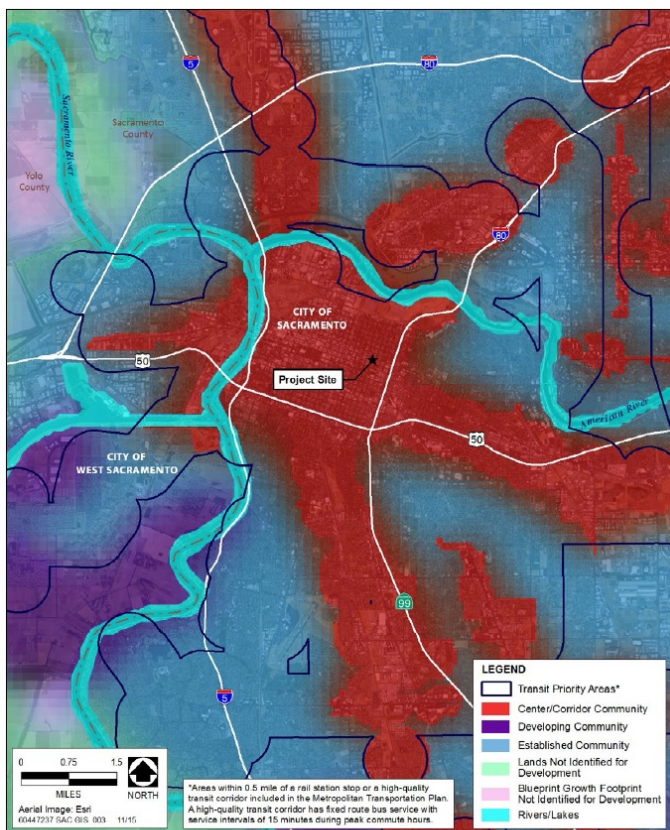 5
80
Sacramento River
Sacramento
County
Yolo
County
80
CITY OF
SACRAMENTO
50
Project Site
American River
50
CITY OF
WEST SACRAMENTO
99
5
LEGEND
Transit Priority Areas*
Center/Corridor Community
Developing Community
Established Community
Lands Not Identified for
Development
Blueprint Growth Footprint
Not Identified for Development
Rivers/Lakes
0 0.75 1.5
MILES
NORTH
Aerial Image: Esri
60447237 SAC GIS 003 11/15
*Areas within 0.5 mile of a rail station stop or a high-quality
transit corridor included in the Metropolitan Transportation Plan.
A high-quality transit corridor has fixed route bus service with
service intervals of 15 minutes during peak commute hours.